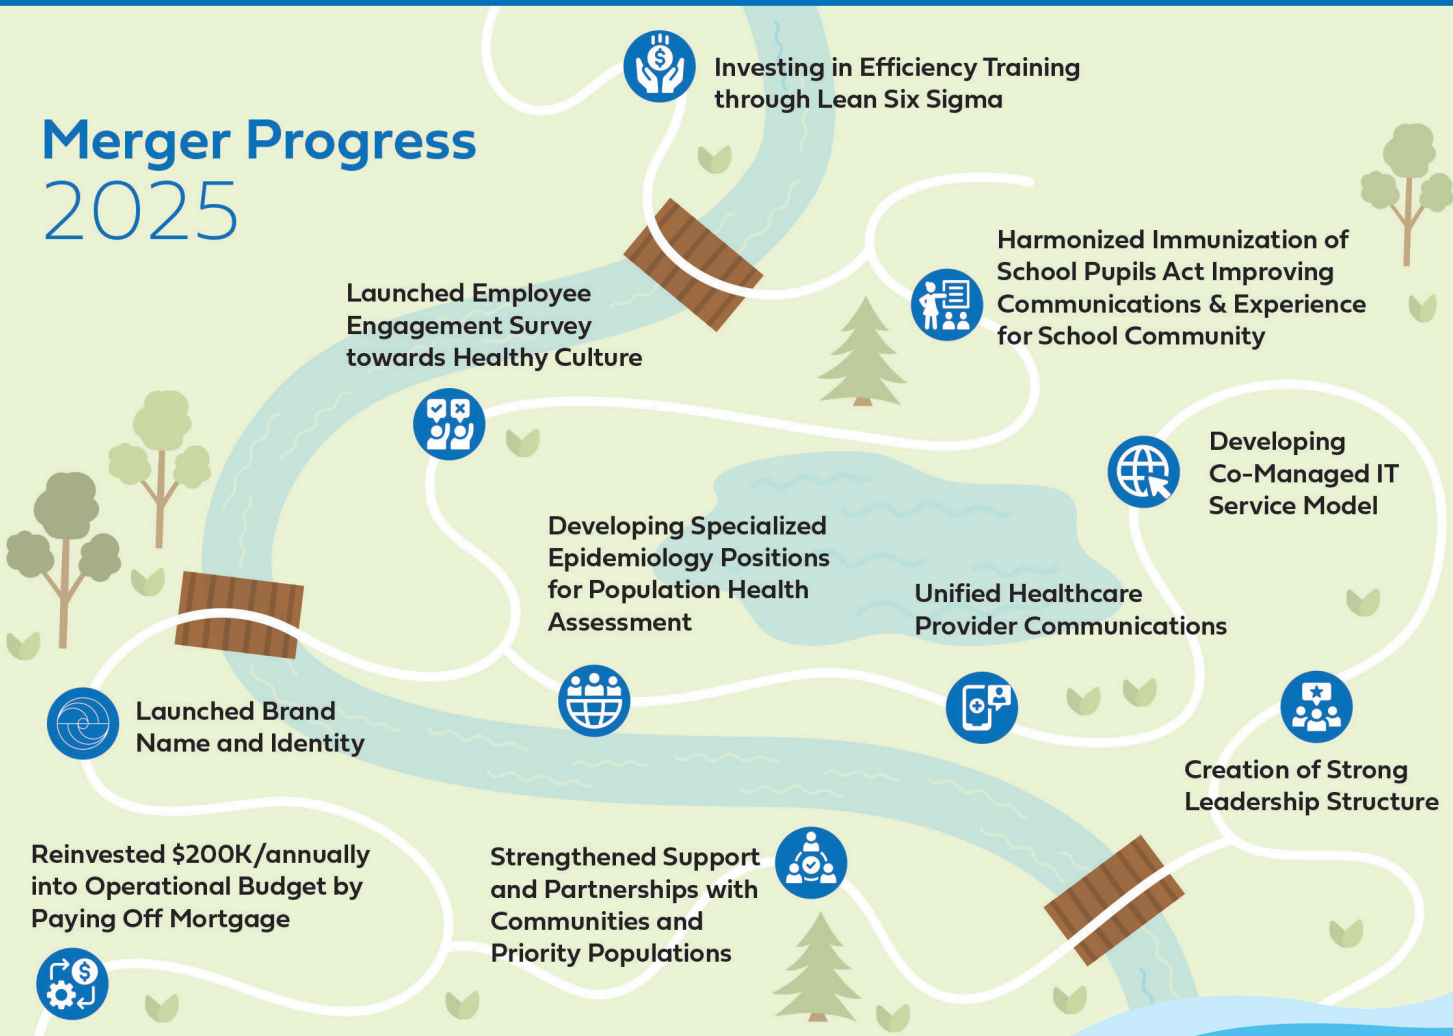 Merger Progress
2025
Investing in Efficiency Training
through Lean Six Sigma
Harmonized Immunization of
School Pupils Act Improving
Communications & Experience
for School Community
Launched Employee
Engagement Survey
towards Healthy Culture
Developing
Co-Managed IT
Service Model
Developing Specialized
Epidemiology Positions
for Population Health
Assessment
Unified Healthcare
Provider Communications
Launched Brand
Name and Identity
Creation of Strong
Leadership Structure
Reinvested $200K/annually
into Operational Budget by
Paying Off Mortgage
Strengthened Support
and Partnerships with
Communities and
Priority Populations